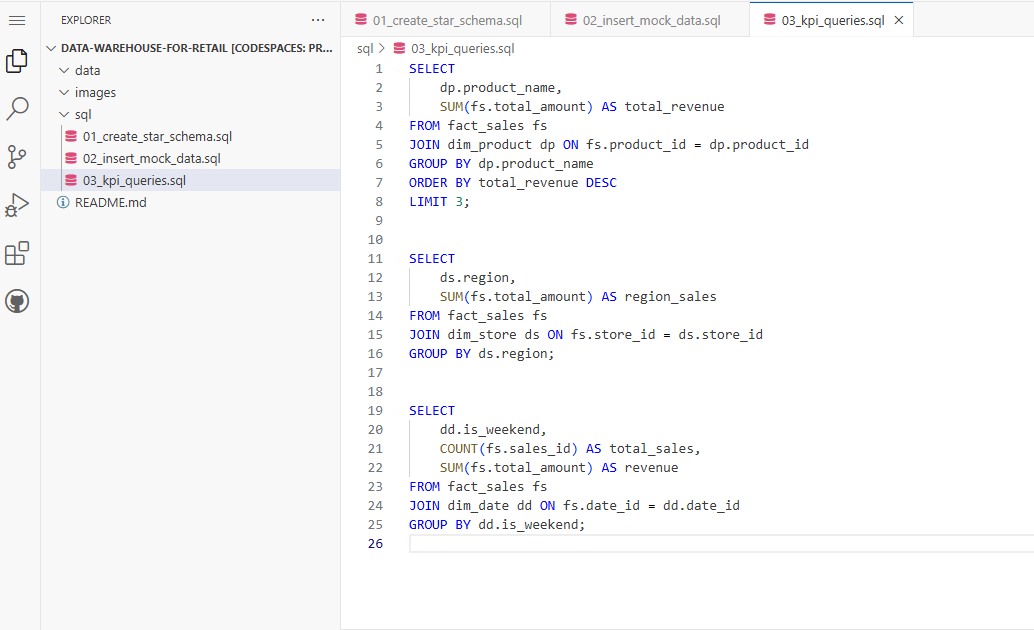 EXPLORER
DATA-WAREHOUSE-FOR-RETAIL [CODESPACES: PR...
data
images
sql
01_create_star_schema.sql
02_insert_mock_data.sql
03_kpi_queries.sql
README.md
01_create_star_schema.sql 02_insert_mock_data.sql 03_kpi_queries.sql
sql > 03_kpi_queries.sql
1 SELECT
2 dp.product_name,
3 SUM(fs.total_amount) AS total_revenue
4 FROM fact_sales fs
5 JOIN dim_product dp ON fs.product_id = dp.product_id
6 GROUP BY dp.product_name
7 ORDER BY total_revenue DESC
8 LIMIT 3;
9
10
11 SELECT
12 ds.region,
13 SUM(fs.total_amount) AS region_sales
14 FROM fact_sales fs
15 JOIN dim_store ds ON fs.store_id = ds.store_id
16 GROUP BY ds.region;
17
18
19 SELECT
20 dd.is_weekend,
21 COUNT(fs.sales_id) AS total_sales,
22 SUM(fs.total_amount) AS revenue
23 FROM fact_sales fs
24 JOIN dim_date dd ON fs.date_id = dd.date_id
25 GROUP BY dd.is_weekend;
26